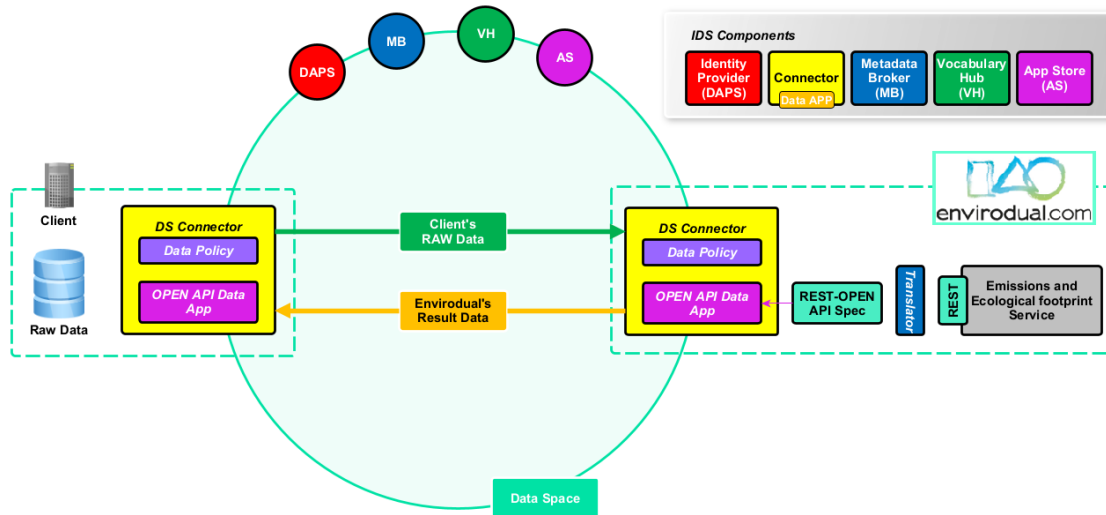 DAPS
MB
VH
AS
IDS Components
Identity
Provider
(DAPS)
Connector
Data APP
Metadata
Broker
(MB)
Vocabulary
Hub
(VH)
App Store
(AS)
Client
Raw Data
DS Connector
Data Policy
OPEN API Data
App
Client's
RAW Data
Envirodual's
Result Data
DS Connector
Data Policy
OPEN API Data
App
envirodual.com
REST-OPEN
API Spec
Translator
REST
Emissions and
Ecological footprint
Service
Data Space